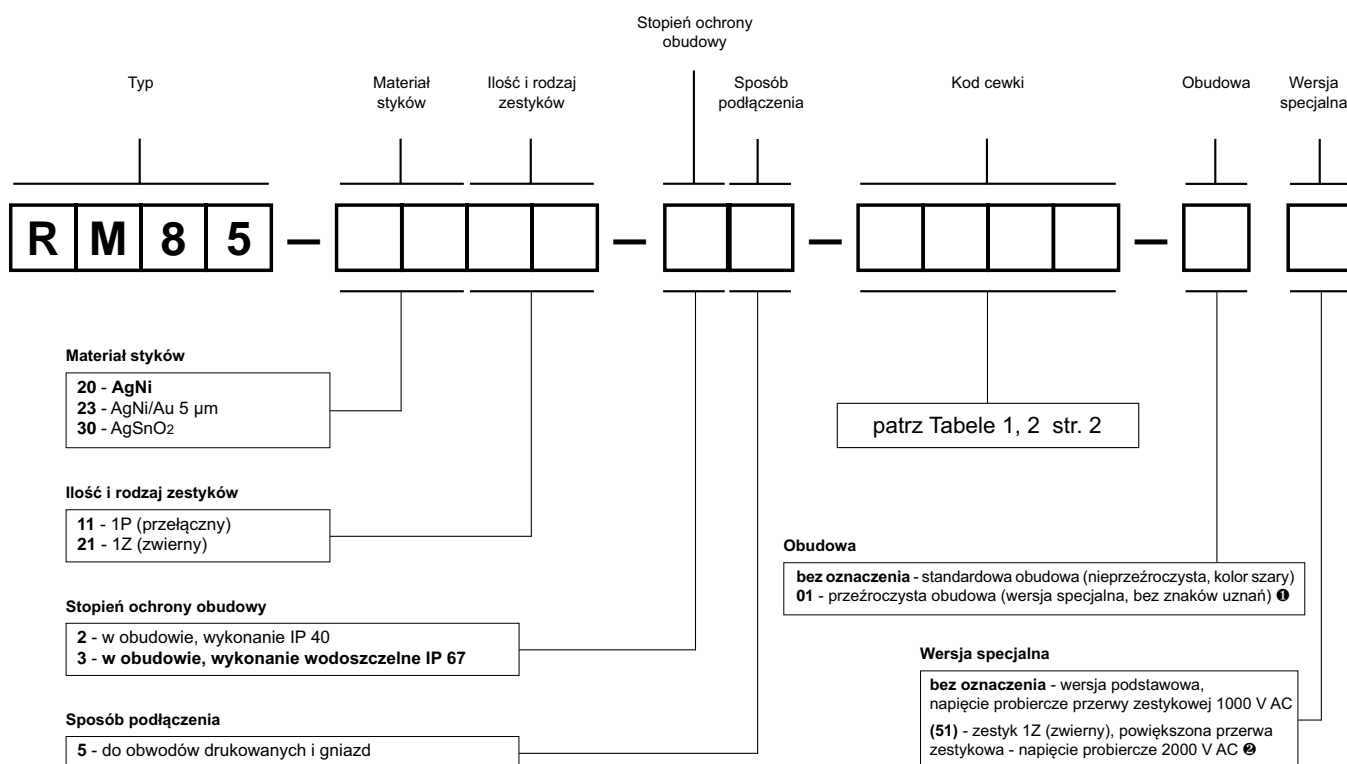 Stopień ochrony
obudowy
Typ
Materiał
styków
Ilość i rodzaj
zestyków
Sposób
podłączenia
Kod cewki
Obudowa
Wersja
specjalna
R M 8 5 – – – –
Materiał styków
20 - AgNi
23 - AgNi/Au 5 µm
30 - AgSnO2
patrz Tabele 1, 2 str. 2
Ilość i rodzaj zestyków
11 - 1P (przełączny)
21 - 1Z (zwierny)
Obudowa
bez oznaczenia - standardowa obudowa (nieprzeźroczysta, kolor szary)
01 - przeźroczysta obudowa (wersja specjalna, bez znaków uznań) ❶
Stopień ochrony obudowy
2 - w obudowie, wykonanie IP 40
3 - w obudowie, wykonanie wodoszczelne IP 67
Wersja specjalna
bez oznaczenia - wersja podstawowa,
napięcie probiercze przerwy zestykowej 1000 V AC
(51) - zestyk 1Z (zwierny), powiększona przerwa
zestykowa - napięcie probiercze 2000 V AC ❷
Sposób podłączenia
5 - do obwodów drukowanych i gniazd